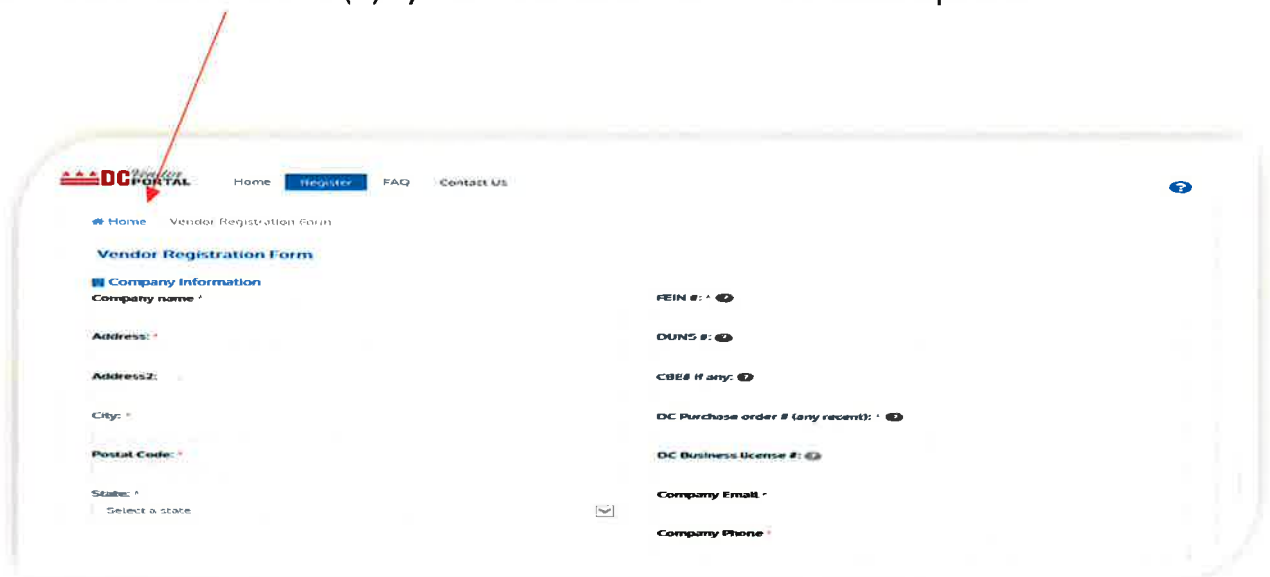 DC Vendor PORTAL Home Register FAQ Contact Us ?
Home Vendor Registration Form
Vendor Registration Form
Company Information
Company name *
FEIN #: * ?
Address: *
DUNS #: ?
Address2:
CBE# if any: ?
City: *
DC Purchase order # (any recent): * ?
Postal Code: *
DC Business license #: ?
State: *
Select a state
Company Email *
Company Phone *